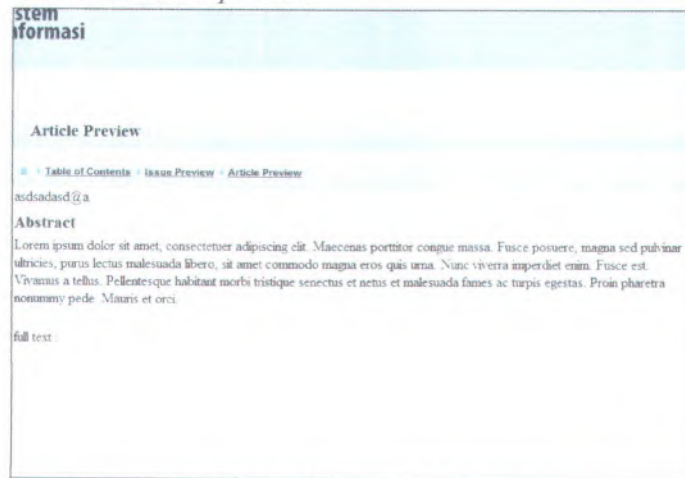 stem
formasi
Article Preview
Table of Contents Issue Preview Article Preview
asdsadasd@a
Abstract
Lorem ipsum dolor sit amet, consectetuer adipiscing elit. Maecenas porttitor congue massa. Fusce posuere, magna sed pulvinar
ultricies, purus lectus malesuada libero, sit amet commodo magna eros quis urna. Nunc viverra imperdiet enim. Fusce est.
Vivamus a tellus. Pellentesque habitant morbi tristique senectus et netus et malesuada fames ac turpis egestas. Proin pharetra
nonummy pede. Mauris et orci.
full text :